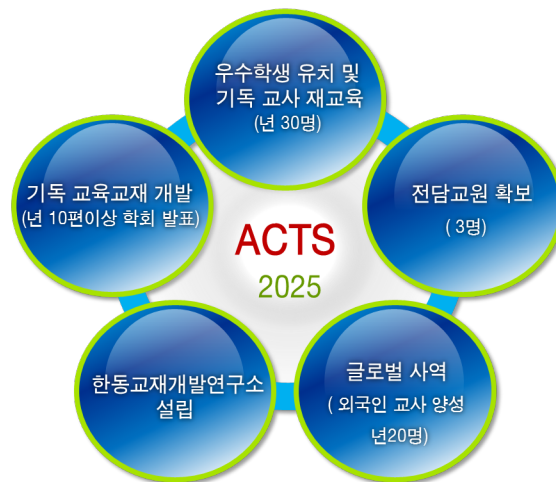 우수학생 유치 및
기독 교사 재교육
(년 30명)
기독 교육교재 개발
(년 10편이상 학회 발표)
전담교원 확보
( 3명)
ACTS
2025
한동교재개발연구소
설립
글로벌 사역
( 외국인 교사 양성
년20명)